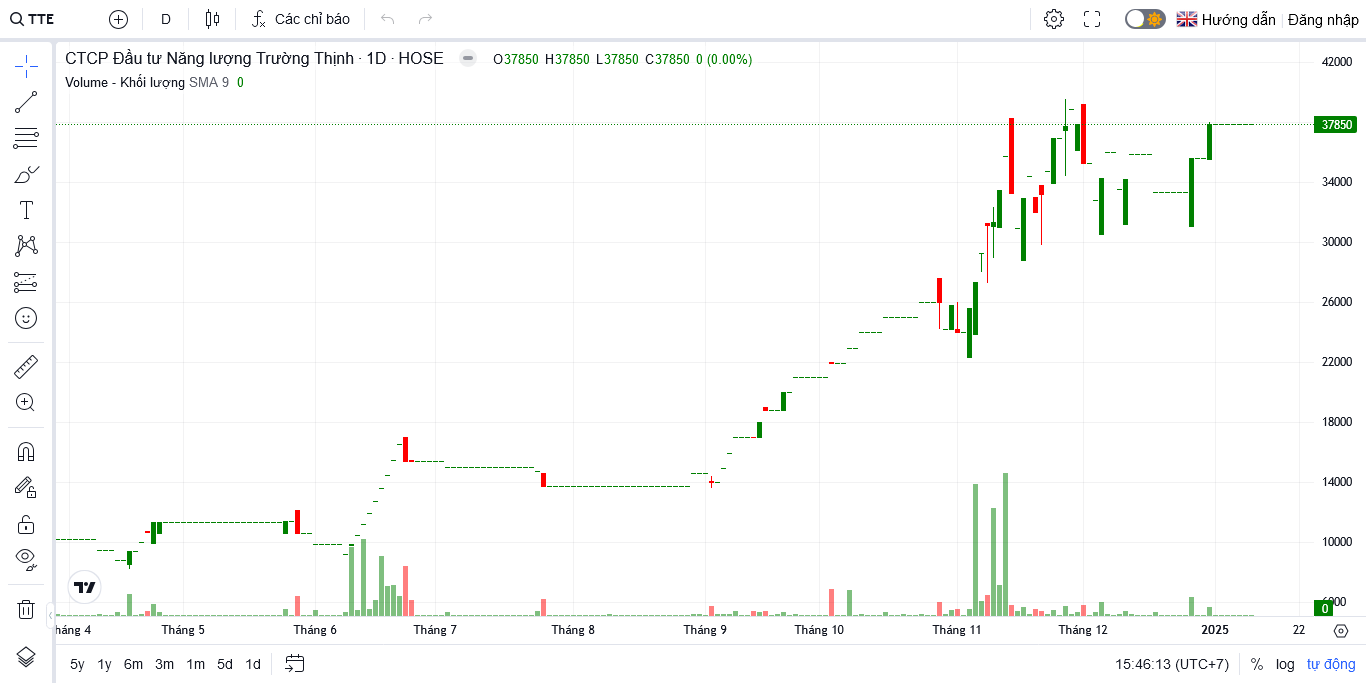 TTE D Các chỉ báo Hướng dẫn Đăng nhập
CTCP Đầu tư Năng lượng Trường Thịnh · 1D · HOSE O37850 H37850 L37850 C37850 0 (0.00%)
Volume - Khối lượng SMA 9 0
42000
37850
34000
30000
26000
22000
18000
14000
10000
6000
0
háng 4 Tháng 5 Tháng 6 Tháng 7 Tháng 8 Tháng 9 Tháng 10 Tháng 11 Tháng 12 2025 22
5y 1y 6m 3m 1m 5d 1d 15:46:13 (UTC+7) % log tự động